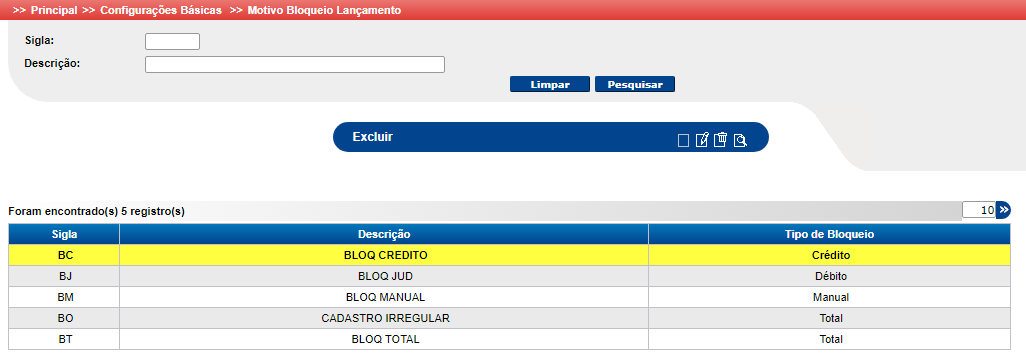 >> Principal >> Configurações Básicas >> Motivo Bloqueio Lançamento
Sigla:
Descrição:
Limpar Pesquisar
Excluir
Foram encontrado(s) 5 registro(s) 10
Sigla Descrição Tipo de Bloqueio
BC BLOQ CREDITO Crédito
BJ BLOQ JUD Débito
BM BLOQ MANUAL Manual
BO CADASTRO IRREGULAR Total
BT BLOQ TOTAL Total